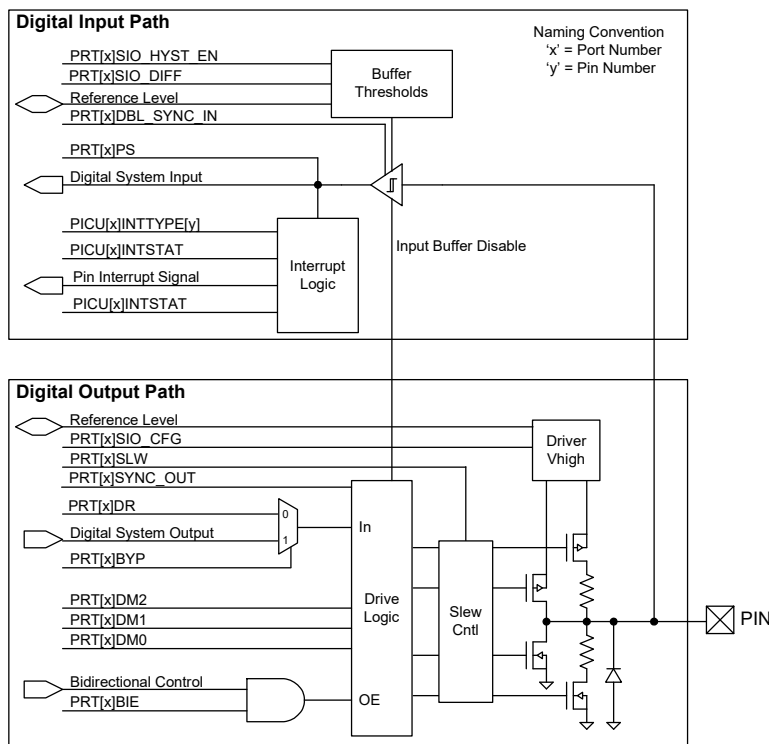 Digital Input Path
Naming Convention
'x' = Port Number
'y' = Pin Number
PRT[x]SIO_HYST_EN
PRT[x]SIO_DIFF
Reference Level
PRT[x]DBL_SYNC_IN
Buffer
Thresholds
PRT[x]PS
Digital System Input
PICU[x]INTTYPE[y]
PICU[x]INTSTAT
Pin Interrupt Signal
PICU[x]INTSTAT
Interrupt
Logic
Input Buffer Disable
Digital Output Path
Reference Level
PRT[x]SIO_CFG
PRT[x]SLW
PRT[x]SYNC_OUT
Driver
Vhigh
PRT[x]DR
Digital System Output
PRT[x]BYP
0
1
In
PRT[x]DM2
PRT[x]DM1
PRT[x]DM0
Drive
Logic
Slew
Cntl
PIN
Bidirectional Control
PRT[x]BIE
OE